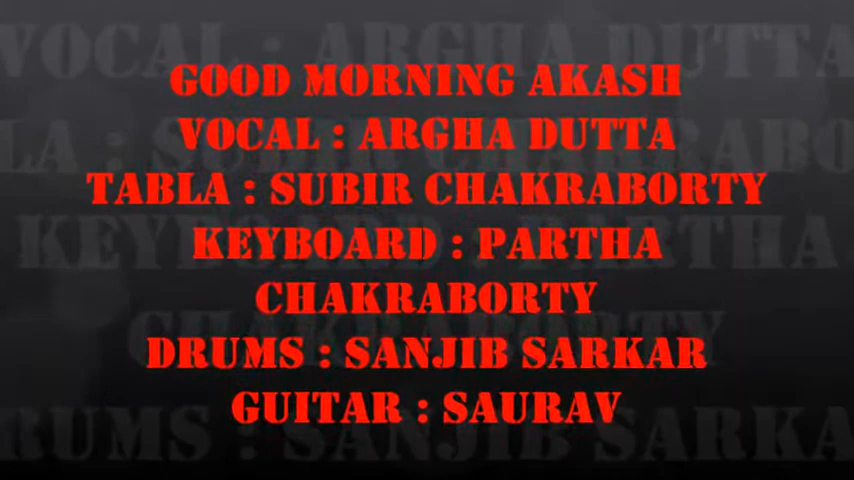 GOOD MORNING AKASH
VOCAL : ARGHA DUTTA
TABLA : SUBIR CHAKRABORTY
KEYBOARD : PARTHA
CHAKRABORTY
DRUMS : SANJIB SARKAR
GUITAR : SAURAV